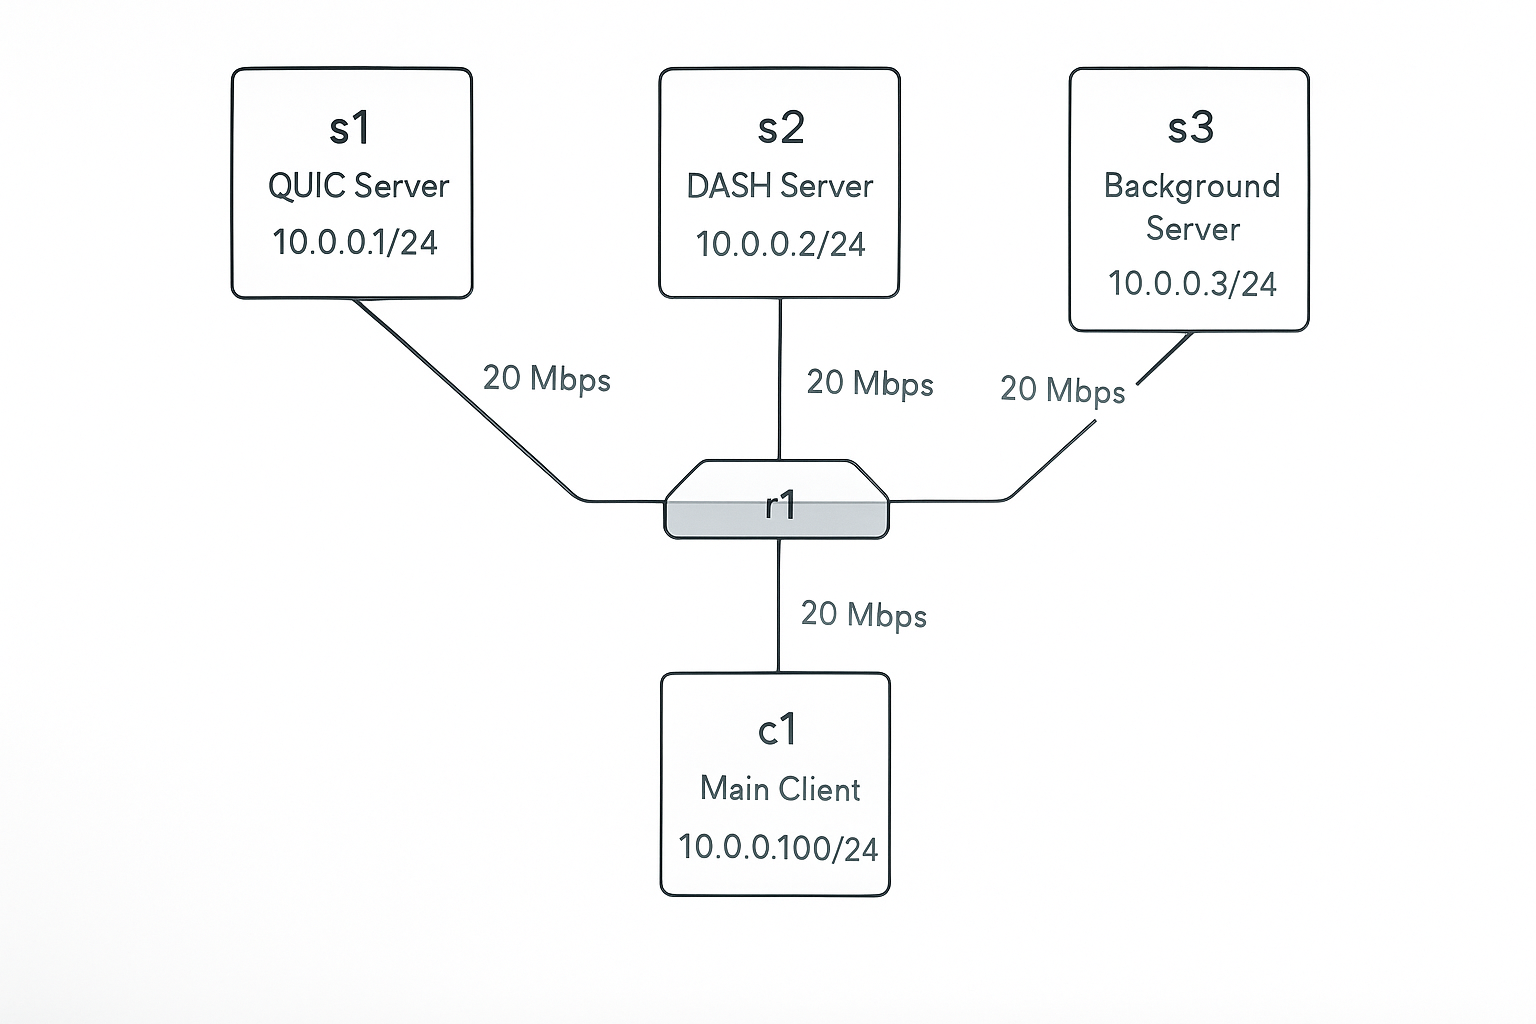 s1
QUIC Server
10.0.0.1/24
s2
DASH Server
10.0.0.2/24
s3
Background
Server
10.0.0.3/24
20 Mbps
20 Mbps
20 Mbps
r1
20 Mbps
c1
Main Client
10.0.0.100/24